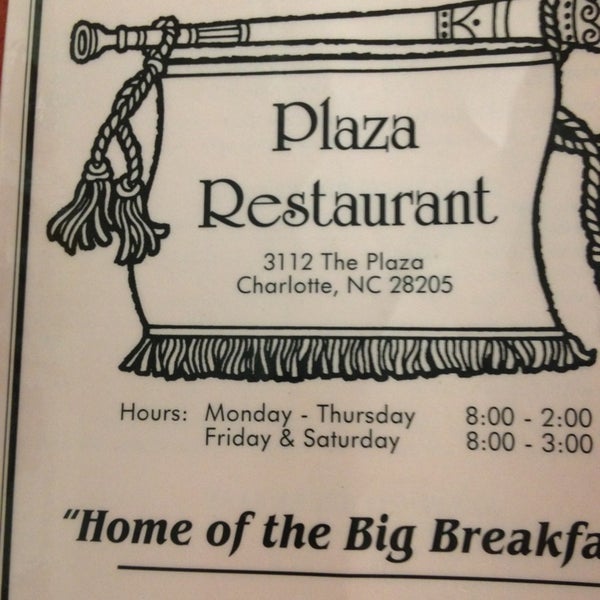 Plaza
Restaurant
3112 The Plaza
Charlotte, NC 28205
Hours: Monday - Thursday 8:00 - 2:00
Friday & Saturday 8:00 - 3:00
"Home of the Big Breakfa